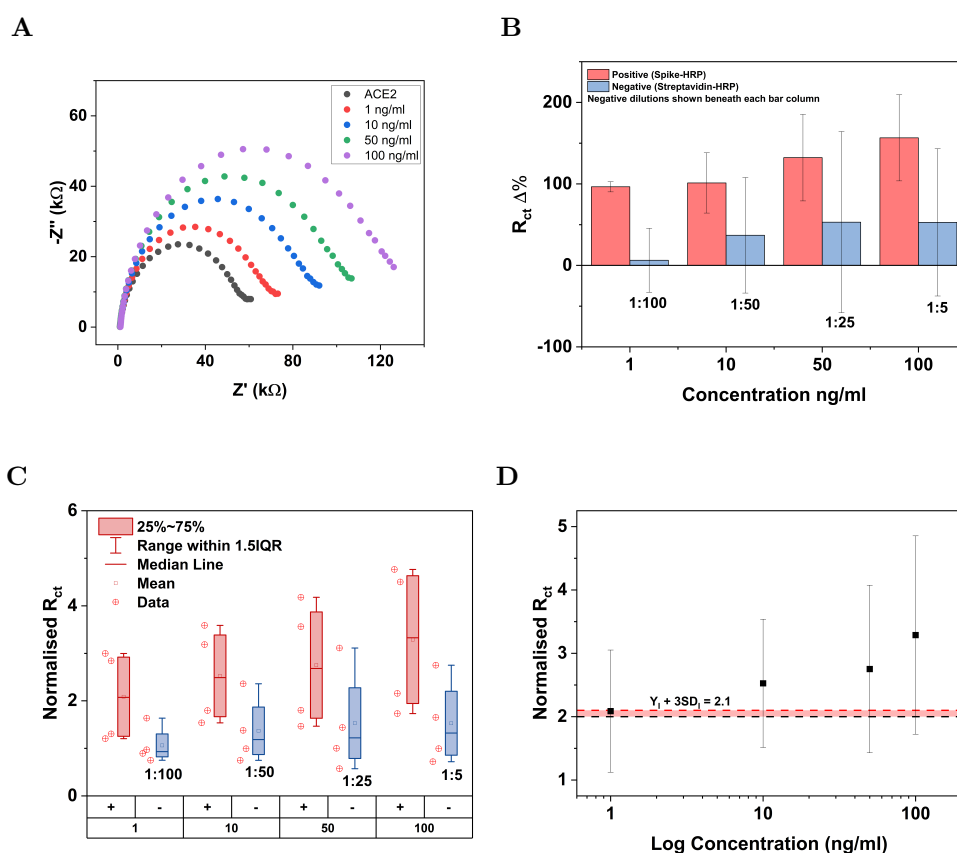 A
-Z'' (kΩ)
60
40
20
0
ACE2
1 ng/ml
10 ng/ml
50 ng/ml
100 ng/ml
0 40 80 120
Z' (kΩ)
B
R_ct Δ%
200
100
0
-100
Positive (Spike-HRP)
Negative (Streptavidin-HRP)
Negative dilutions shown beneath each bar column
1:100 1:50 1:25 1:5
1 10 50 100
Concentration ng/ml
C
Normalised R_ct
6
4
2
0
25%~75%
Range within 1.5IQR
Median Line
Mean
Data
1:100 1:50 1:25 1:5
+ - + - + - + -
1 10 50 100
D
Normalised R_ct
5
4
3
2
1
Y_I + 3SD_I = 2.1
1 10 100
Log Concentration (ng/ml)